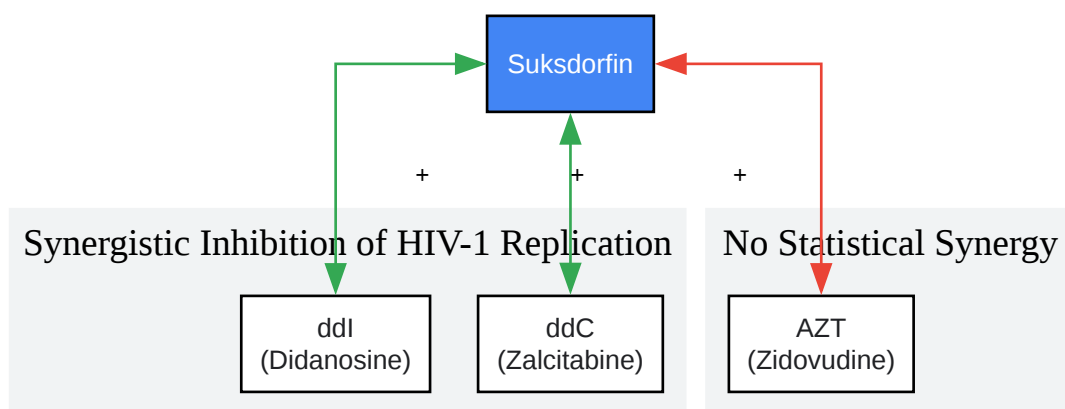 Suksdorfin
+ + +
Synergistic Inhibition of HIV-1 Replication
No Statistical Synergy
ddI
(Didanosine)
ddC
(Zalcitabine)
AZT
(Zidovudine)